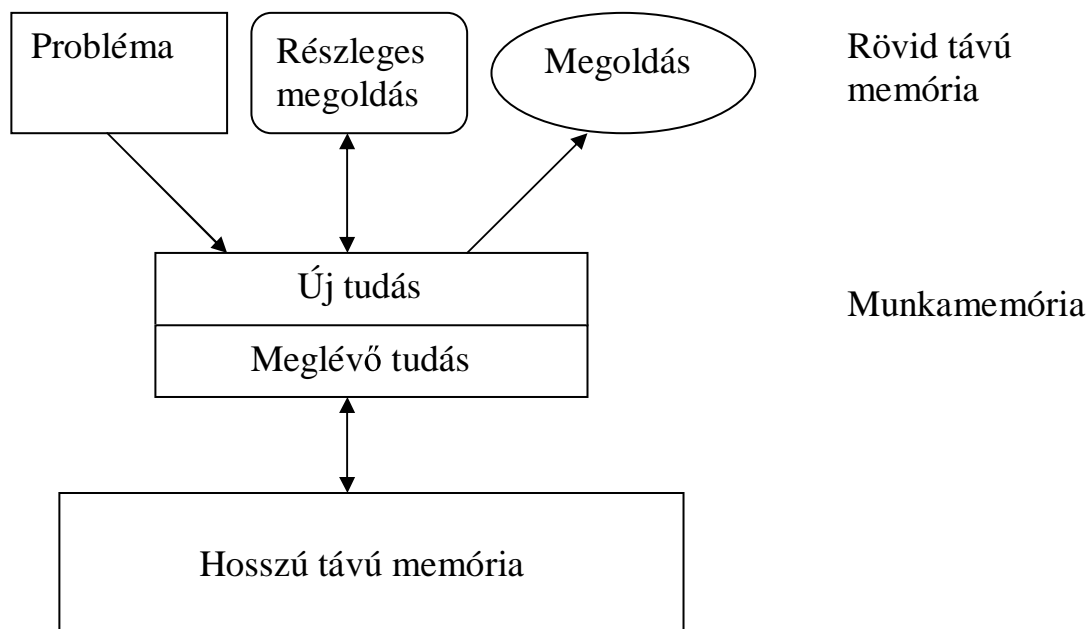 Probléma
Részleges
megoldás
Megoldás
Rövid távú
memória
Új tudás
Meglévő tudás
Munkamemória
Hosszú távú memória